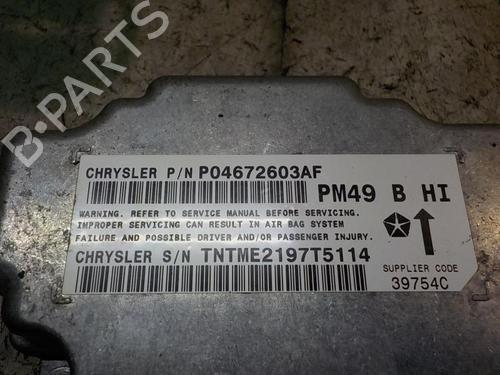 B-PARTS
CHRYSLER P/N P04672603AF
PM49 B HI
WARNING. REFER TO SERVICE MANUAL BEFORE SERVICING.
IMPROPER SERVICING CAN RESULT IN AIR BAG SYSTEM
FAILURE AND POSSIBLE DRIVER AND/OR PASSENGER INJURY.
CHRYSLER S/N TNTME2197T5114
SUPPLIER CODE
39754C